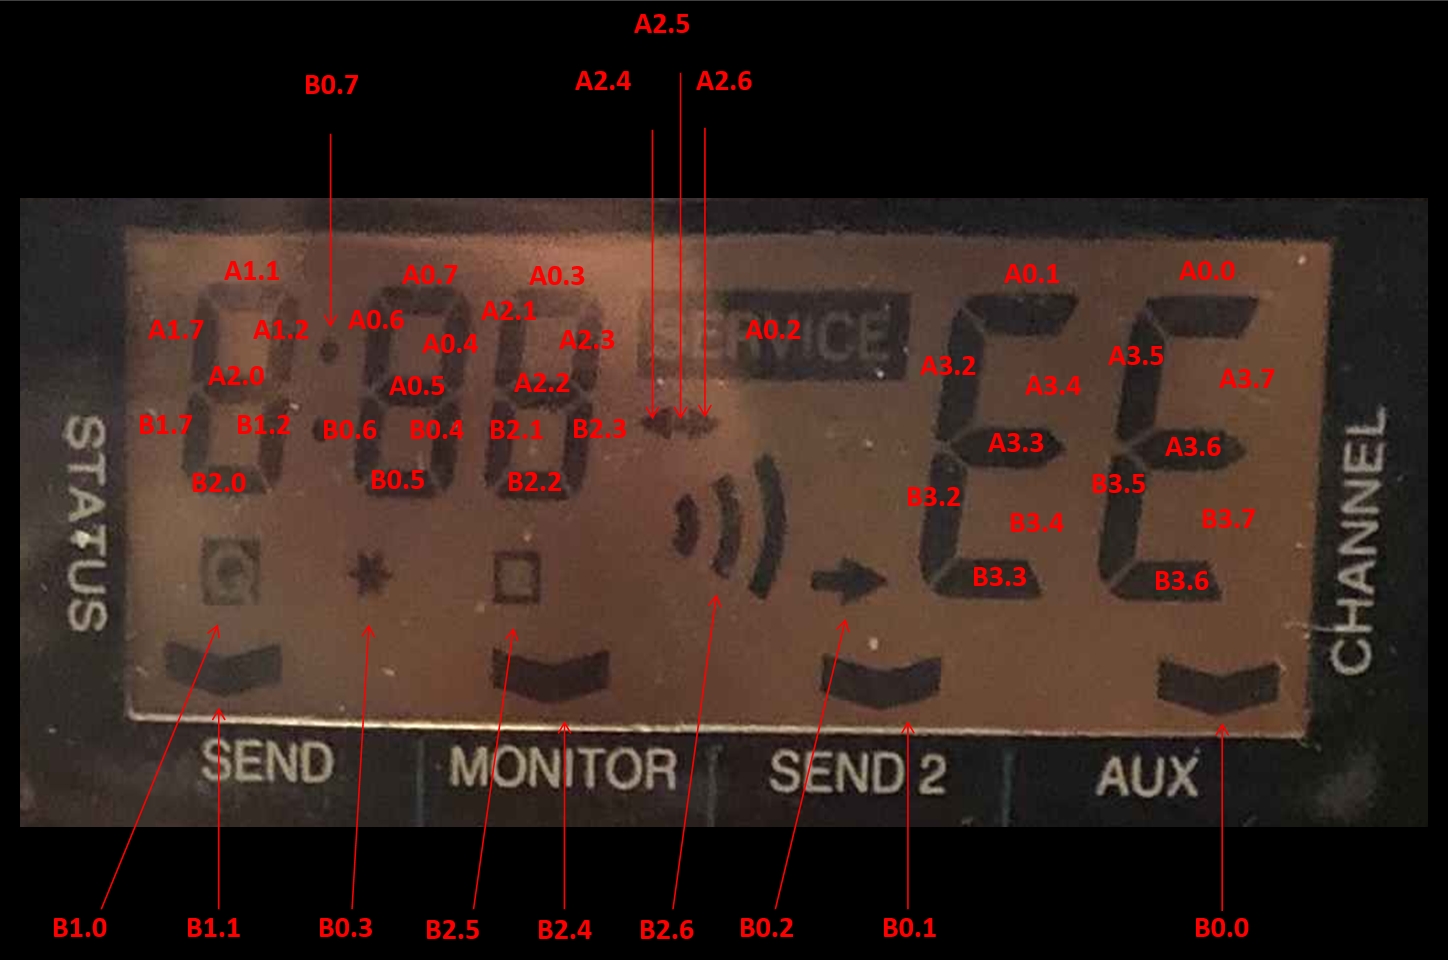 A2.5
A2.4 A2.6
B0.7
A1.1 A0.7 A0.3 A0.1 A0.0
A1.7 A1.2 A0.6 A0.4 A2.1 A2.3 SERVICE A0.2 A3.2 A3.4 A3.5 A3.7
A2.0 A0.5 A2.2
B1.7 B1.2 B0.6 B0.4 B2.1 B2.3 A3.3 A3.6
B2.0 B0.5 B2.2 B3.2 B3.4 B3.5 B3.7
B3.3 B3.6
STATUS
Q
CHANNEL
SEND MONITOR SEND 2 AUX
B1.0 B1.1 B0.3 B2.5 B2.4 B2.6 B0.2 B0.1 B0.0